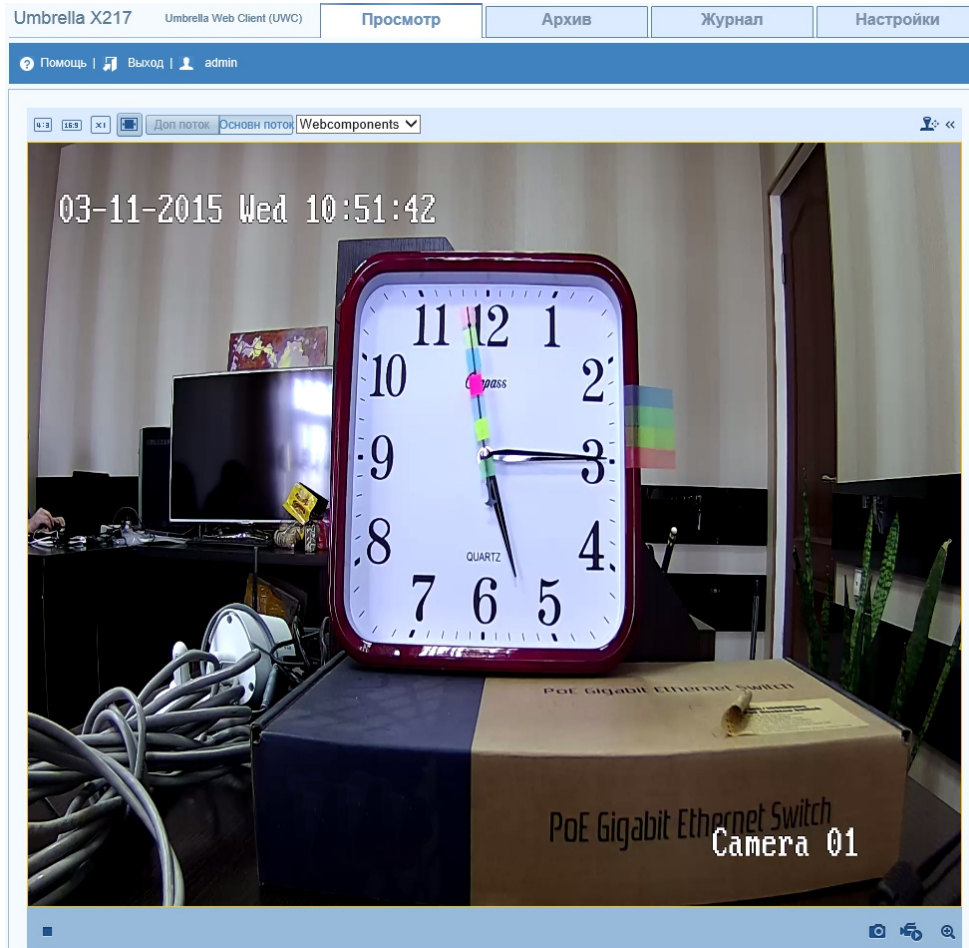 Umbrella X217 Umbrella Web Client (UWC) Просмотр Архив Журнал Настройки
Помощь | Выход | admin
4:3 16:9 X1 Доп поток Основн поток Webcomponents
03-11-2015 Wed 10:51:42
11 12 1
10 2
9 3
8 4
QUARTZ
7 6 5
PoE Gigabit Ethernet Switch
PoE Gigabit Ethernet Switch
Camera 01